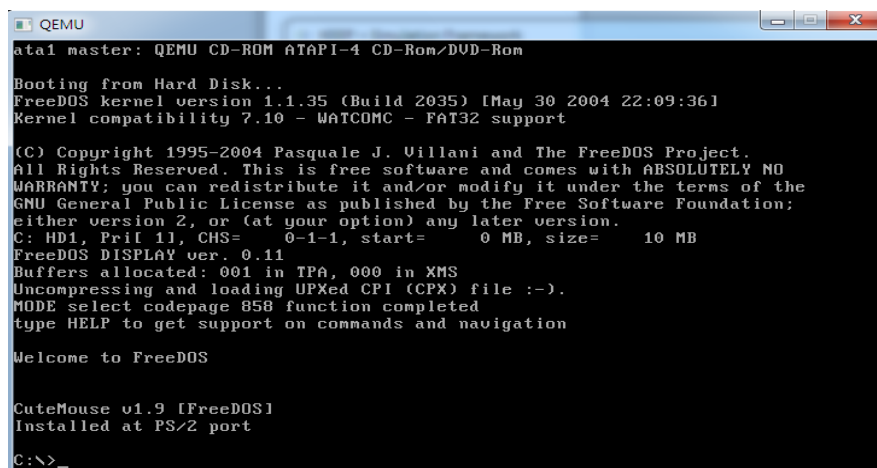 QEMU
ata1 master: QEMU CD-ROM ATAPI-4 CD-Rom/DVD-Rom
Booting from Hard Disk...
FreeDOS kernel version 1.1.35 (Build 2035) [May 30 2004 22:09:36]
Kernel compatibility 7.10 - WATCOMC - FAT32 support
(C) Copyright 1995-2004 Pasquale J. Villani and The FreeDOS Project.
All Rights Reserved. This is free software and comes with ABSOLUTELY NO
WARRANTY; you can redistribute it and/or modify it under the terms of the
GNU General Public License as published by the Free Software Foundation;
either version 2, or (at your option) any later version.
C: HD1, Pri[ 1], CHS=    0-1-1, start=     0 MB, size=    10 MB
FreeDOS DISPLAY ver. 0.11
Buffers allocated: 001 in TPA, 000 in XMS
Uncompressing and loading UPXed CPI (CPX) file :-).
MODE select codepage 858 function completed
type HELP to get support on commands and navigation
Welcome to FreeDOS
CuteMouse v1.9 [FreeDOS]
Installed at PS/2 port
C:\>_